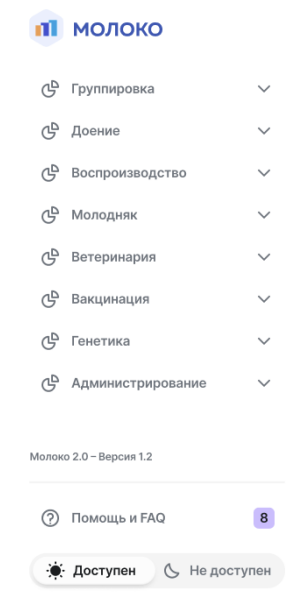 МОЛОКО
Группировка
Доение
Воспроизводство
Молодняк
Ветеринария
Вакцинация
Генетика
Администрирование
Молоко 2.0 – Версия 1.2
Помощь и FAQ 8
Доступен Не доступен